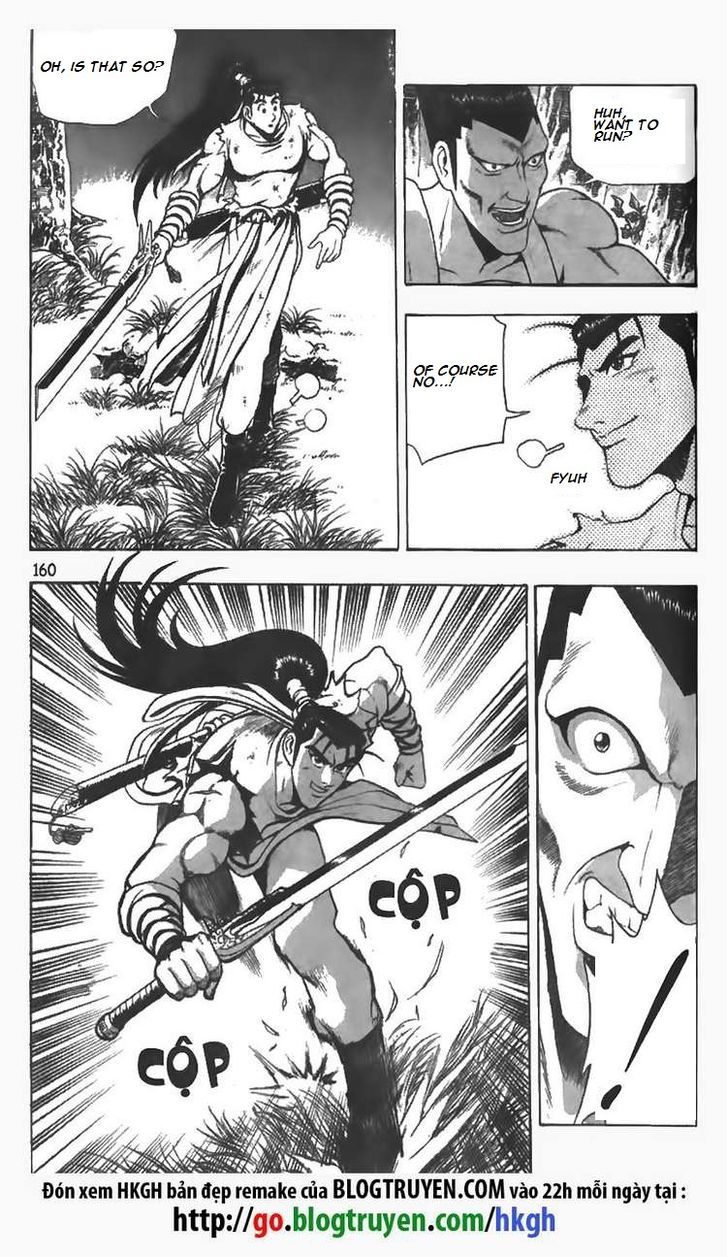 OH, IS THAT SO?
HUH,
WANT TO
RUN?
OF COURSE
NO...!
FYUH
160
CỘP
CỘP
!
Đón xem HKGH bản đẹp remake của BLOGTRUYEN.COM vào 22h mỗi ngày tại :
http://go.blogtruyen.com/hkgh